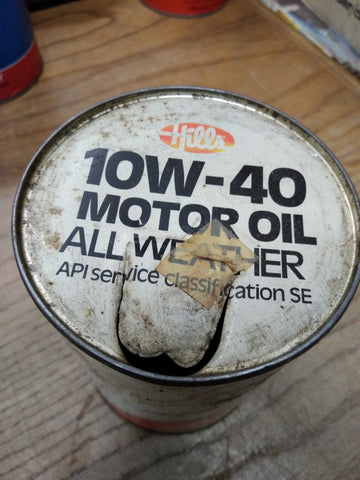 Hills
10W-40
MOTOR OIL
ALL WEATHER
API service classification SE